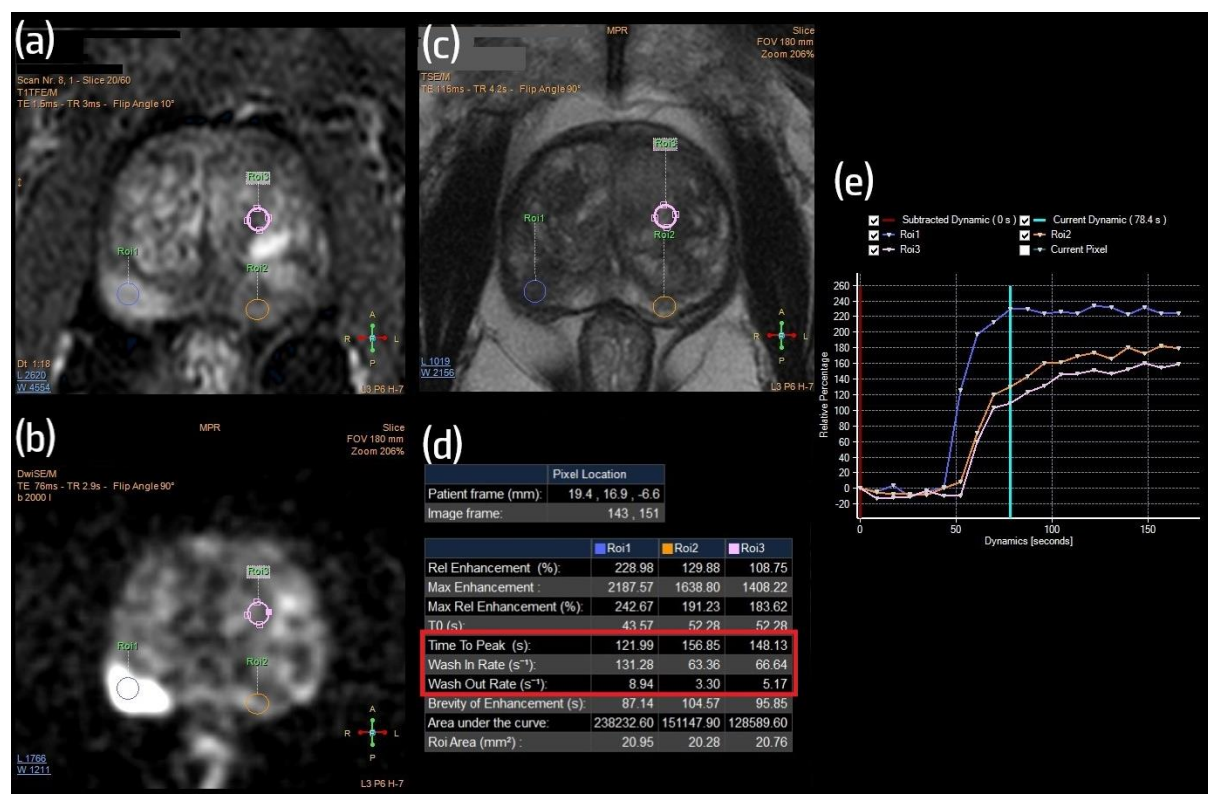 (a)
Scan Nr. 8, 1 - Slice 20/60
T1TFE/M
TE 1.5ms - TR 3ms - Flip Angle 10°
Roi3
Roi1
Roi2
A
R L
P
Dt 1:18
L 2620
W 4554
L3 P6 H-7
(b)
MPR
Slice
FOV 180 mm
Zoom 206%
DwiSE/M
TE 76ms - TR 2.9s - Flip Angle 90°
b 2000 I
Roi3
Roi1
Roi2
A
R L
P
L 1766
W 1211
L3 P6 H-7
(c)
MPR
Slice
FOV 180 mm
Zoom 206%
TSE/M
TE 116ms - TR 4.2s - Flip Angle 90°
Roi3
Roi1
Roi2
A
R L
P
L 1019
W 2156
L3 P6 H-7
(d)
Pixel Location
Patient frame (mm): 19.4 , 16.9 , -6.6
Image frame: 143 , 151
Roi1 Roi2 Roi3
Rel Enhancement (%): 228.98 129.88 108.75
Max Enhancement : 2187.57 1638.80 1408.22
Max Rel Enhancement (%): 242.67 191.23 183.62
T0 (s): 43.57 52.28 52.28
Time To Peak (s): 121.99 156.85 148.13
Wash In Rate (s⁻¹): 131.28 63.36 66.64
Wash Out Rate (s⁻¹): 8.94 3.30 5.17
Brevity of Enhancement (s): 87.14 104.57 95.85
Area under the curve: 238232.60 151147.90 128589.60
Roi Area (mm²) : 20.95 20.28 20.76
(e)
Subtracted Dynamic ( 0 s ) Current Dynamic ( 78.4 s )
Roi1 Roi2
Roi3 Current Pixel
Relative Percentage
260
240
220
200
180
160
140
120
100
80
60
40
20
0
-20
0 50 100 150
Dynamics [seconds]